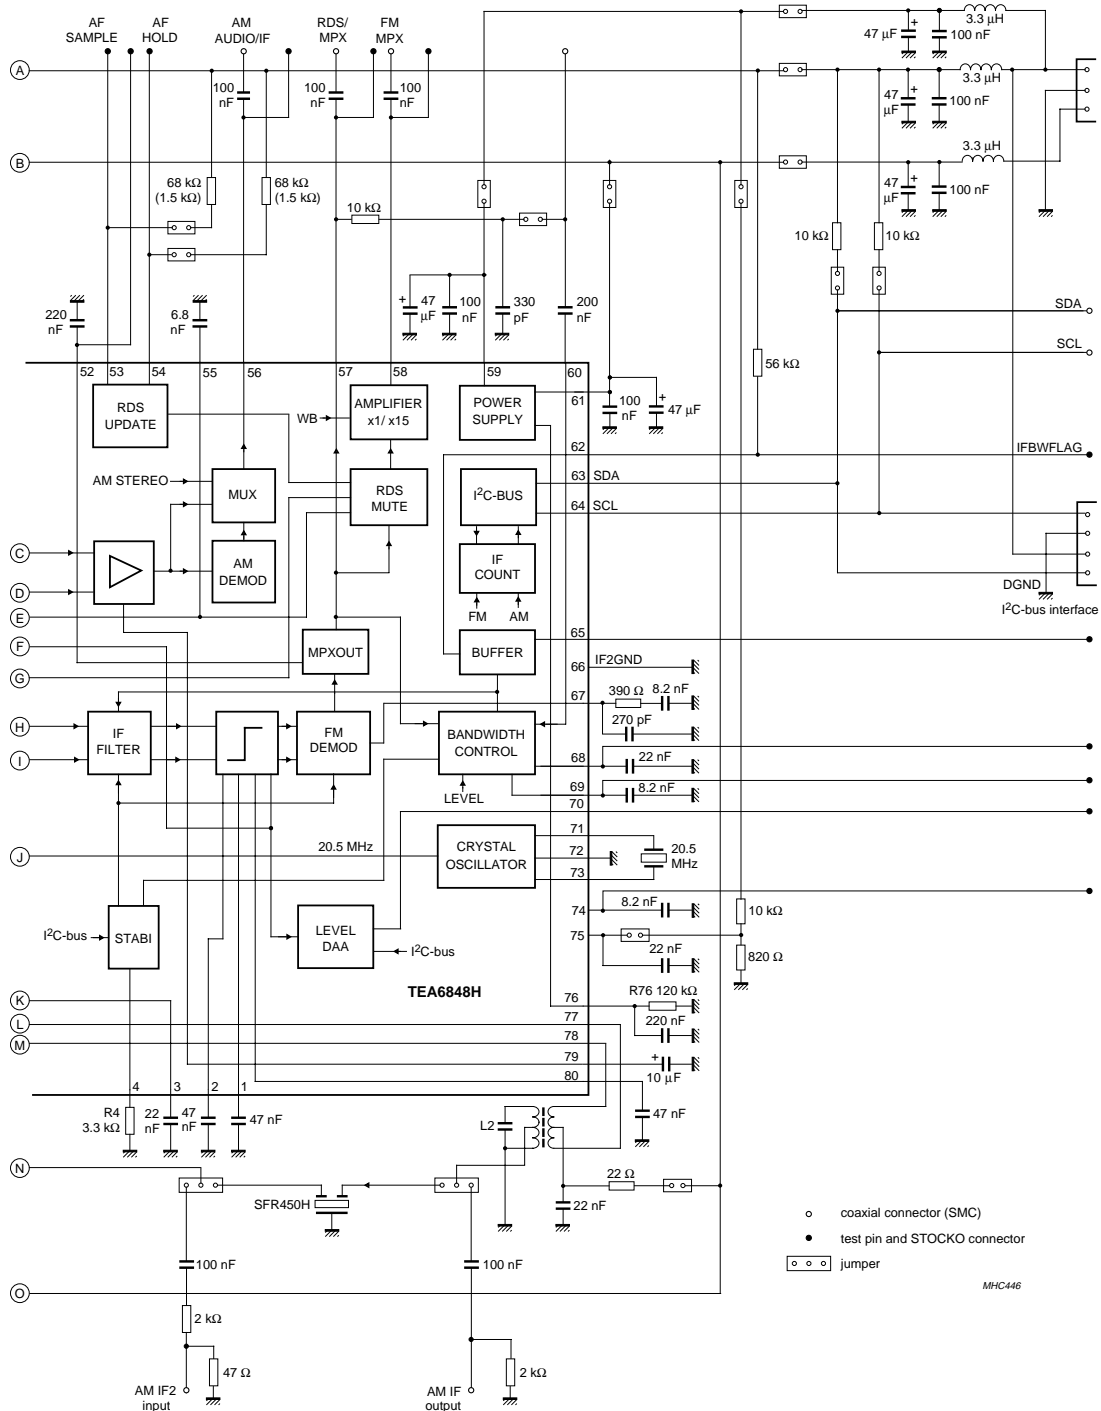 AF SAMPLE
AF HOLD
AM AUDIO/IF
RDS/ MPX
FM MPX
47 μF
+
100 nF
3.3 μH
A
100 nF
100 nF
100 nF
47 μF
+
100 nF
3.3 μH
B
68 kΩ (1.5 kΩ)
68 kΩ (1.5 kΩ)
10 kΩ
47 μF
+
100 nF
3.3 μH
10 kΩ
10 kΩ
220 nF
6.8 nF
+
47 μF
100 nF
330 pF
200 nF
SDA
SCL
52
53
54
55
56
57
58
59
60
56 kΩ
RDS UPDATE
WB
AMPLIFIER x1/ x15
POWER SUPPLY
61
100 nF
+
47 μF
62
IFBWFLAG
AM STEREO
MUX
RDS MUTE
I²C-BUS
63
SDA
64
SCL
C
D
AM DEMOD
IF COUNT
FM
AM
DGND
I²C-bus interface
E
F
G
MPXOUT
BUFFER
65
66
IF2GND
67
390 Ω
8.2 nF
270 pF
H
I
IF FILTER
FM DEMOD
BANDWIDTH CONTROL
LEVEL
68
22 nF
69
8.2 nF
70
J
20.5 MHz
CRYSTAL OSCILLATOR
71
72
73
20.5 MHz
74
8.2 nF
10 kΩ
I²C-bus
STABI
LEVEL DAA
I²C-bus
75
22 nF
820 Ω
TEA6848H
K
L
M
76
R76 120 kΩ
77
220 nF
78
79
+
10 μF
80
4
3
2
1
R4 3.3 kΩ
22 nF
47 nF
47 nF
L2
47 nF
N
SFR450H
22 Ω
22 nF
100 nF
100 nF
O
2 kΩ
47 Ω
2 kΩ
AM IF2 input
AM IF output
coaxial connector (SMC)
test pin and STOCKO connector
jumper
MHC446